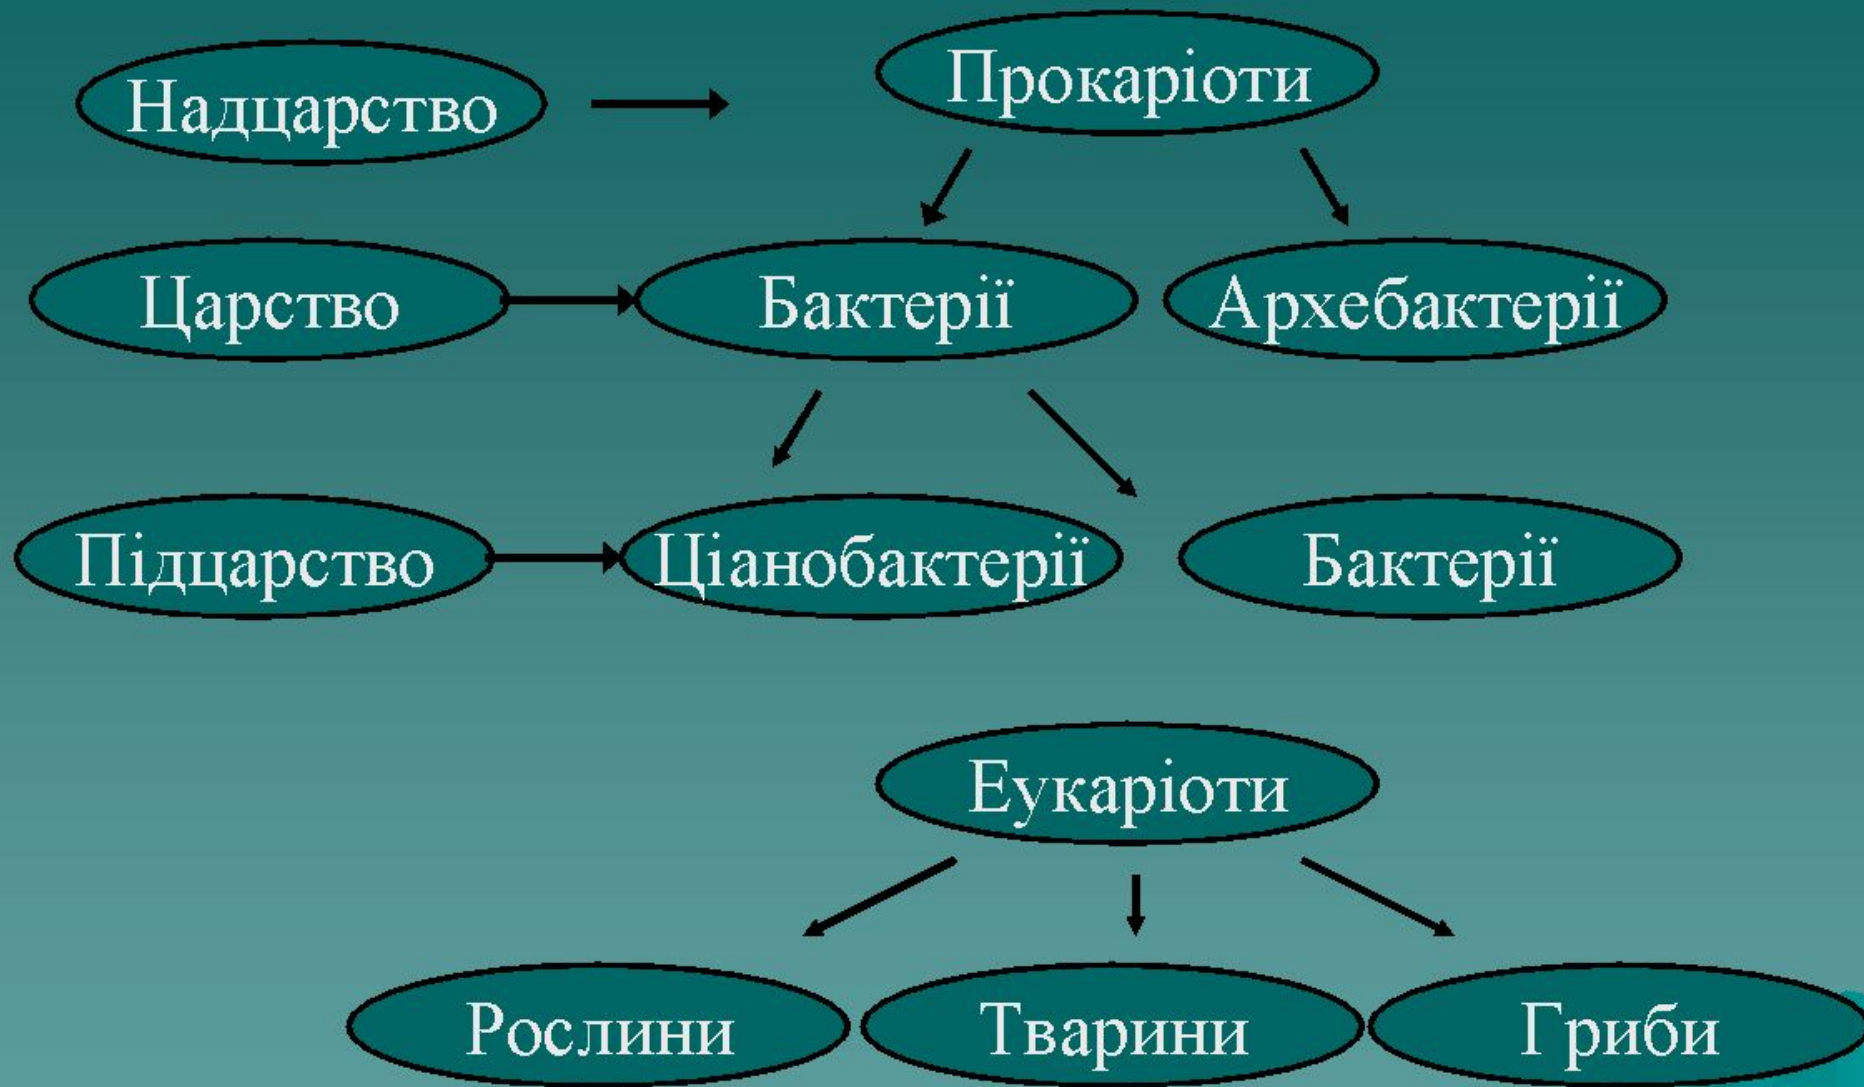 Надцарство
Прокаріоти
Царство
Бактерії
Архебактерії
Підцарство
Ціанобактерії
Бактерії
Еукаріоти
Рослини
Тварини
Гриби